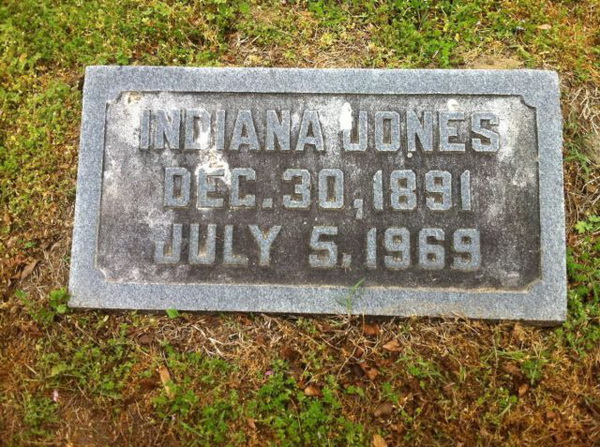 INDIANA JONES
DEC. 30, 1891
JULY 5, 1969